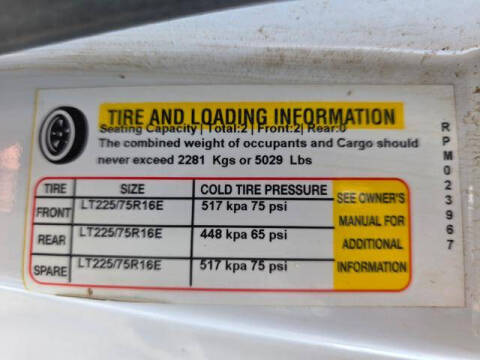 TIRE AND LOADING INFORMATION
Seating Capacity | Total:2 | Front:2| Rear:0
The combined weight of occupants and Cargo should
never exceed 2281 Kgs or 5029 Lbs
TIRE SIZE COLD TIRE PRESSURE
FRONT LT225/75R16E 517 kpa 75 psi
REAR LT225/75R16E 448 kpa 65 psi
SPARE LT225/75R16E 517 kpa 75 psi
SEE OWNER'S
MANUAL FOR
ADDITIONAL
INFORMATION
RPM023967